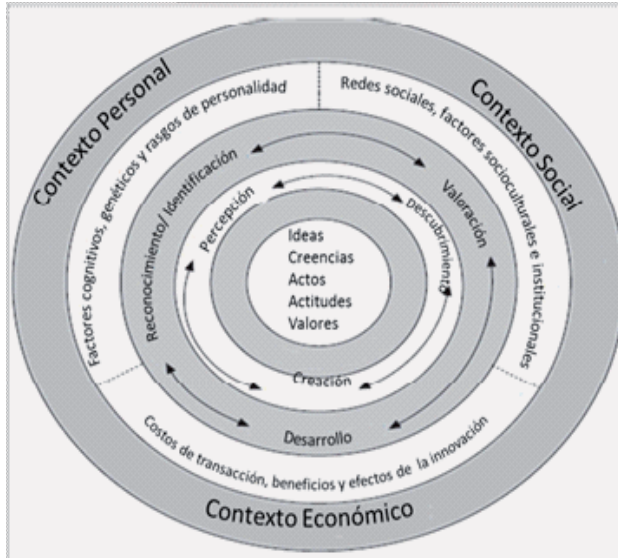 Contexto Personal
Contexto Social
Factores cognitivos, genéticos y rasgos de personalidad
Redes sociales, factores socioculturales e institucionales
Reconocimiento/ Identificación
Valoración
Percepción
Descubrimiento
Ideas
Creencias
Actos
Actitudes
Valores
Creación
Desarrollo
Costos de transacción, beneficios y efectos de la innovación
Contexto Económico